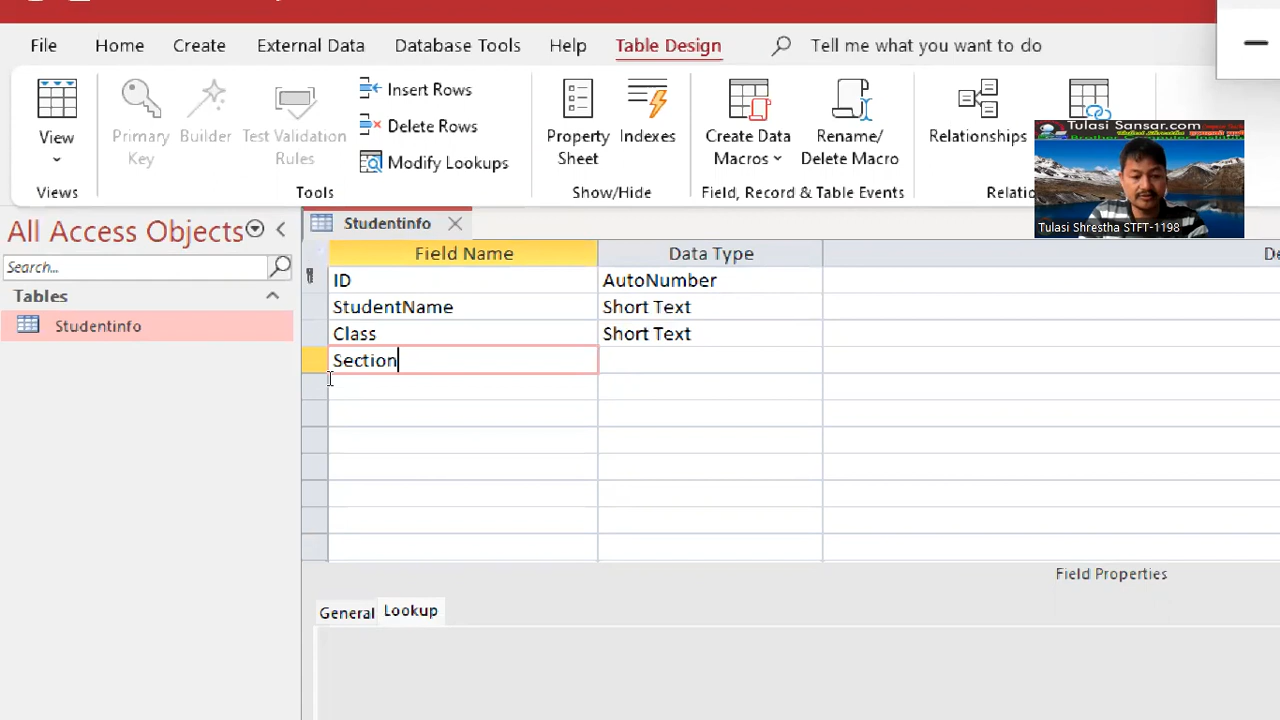 File Home Create External Data Database Tools Help Table Design Tell me what you want to do
View
Primary Key
Builder
Test Validation Rules
Insert Rows
Delete Rows
Modify Lookups
Property Sheet
Indexes
Create Data Macros
Rename/ Delete Macro
Relationships
Views Tools Show/Hide Field, Record & Table Events
Tulasi Sansar.com
Tulasi Shrestha STFT-1198
All Access Objects
Search...
Tables
Studentinfo
Studentinfo
Field Name Data Type
ID AutoNumber
StudentName Short Text
Class Short Text
Section
Field Properties
General Lookup